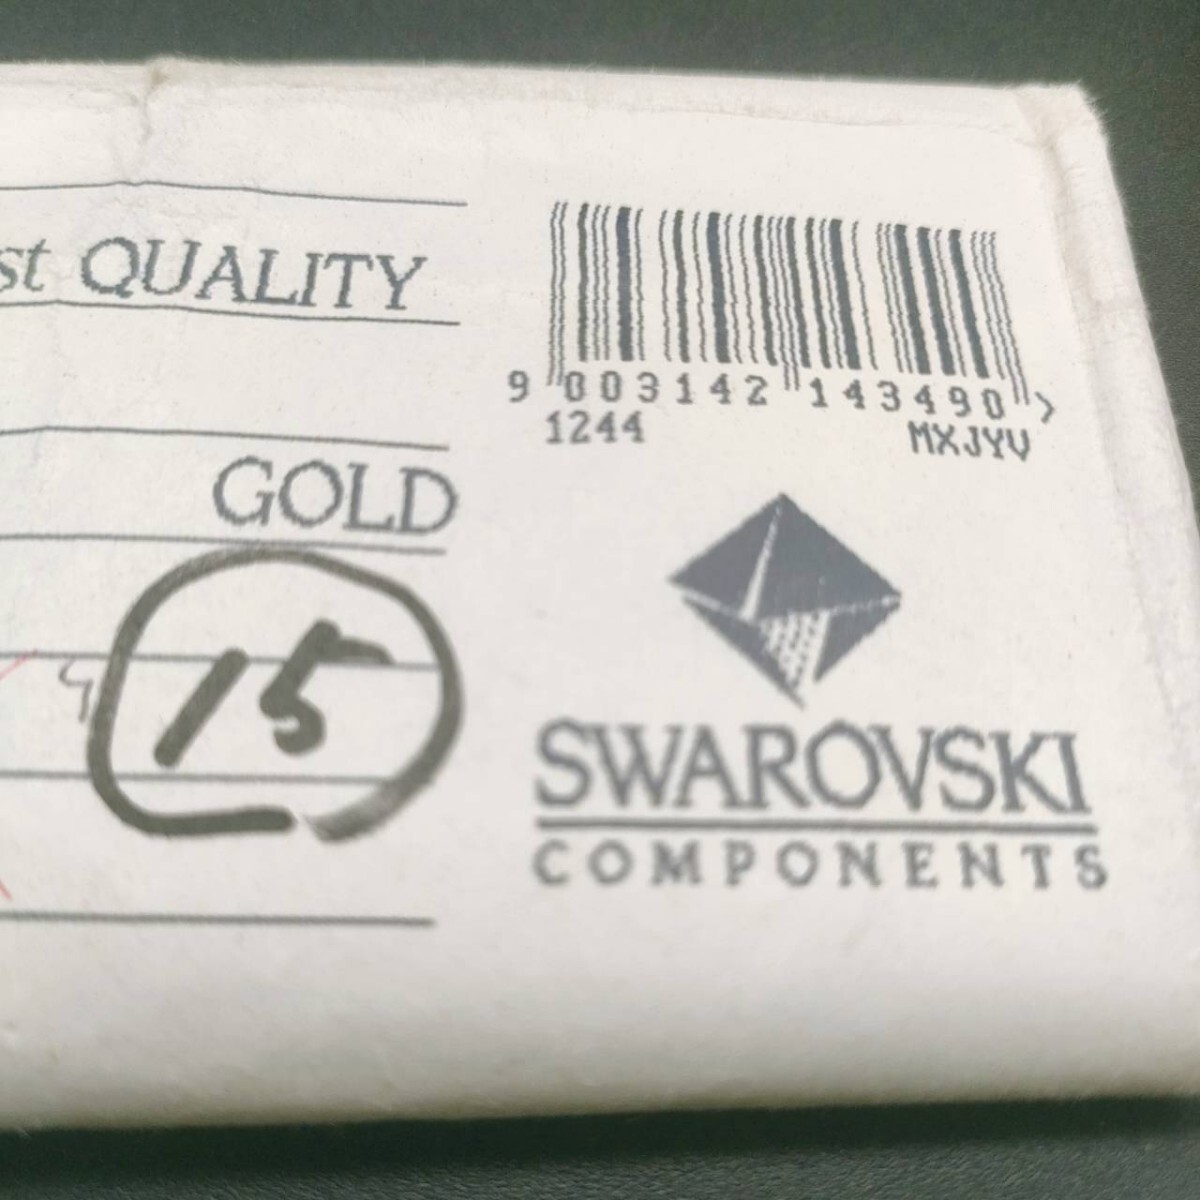 st QUALITY
9 003142 143490 >
1244 MXJYV
GOLD
15
SWAROVSKI
COMPONENTS